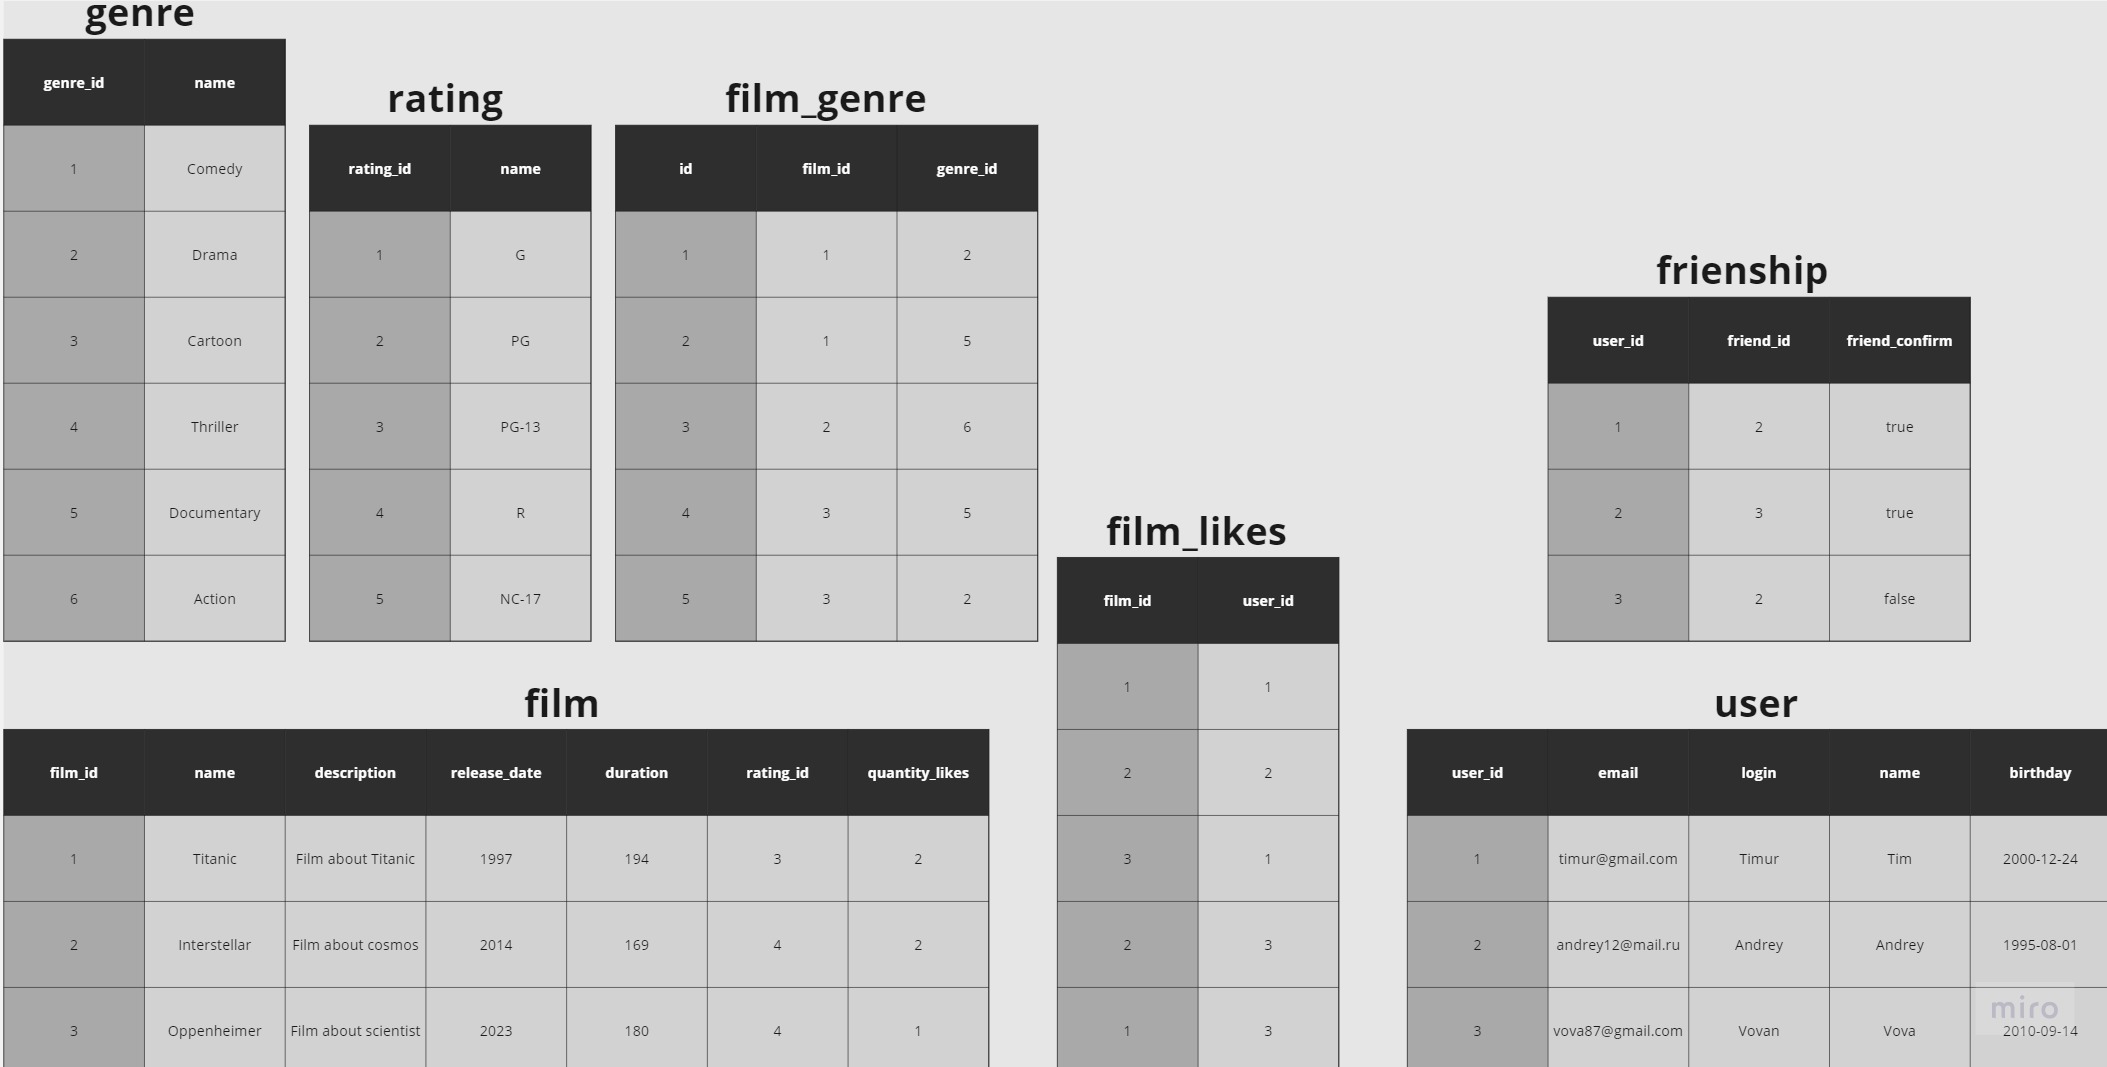 genre
genre_id name
1 Comedy
2 Drama
3 Cartoon
4 Thriller
5 Documentary
6 Action
rating
rating_id name
1 G
2 PG
3 PG-13
4 R
5 NC-17
film_genre
id film_id genre_id
1 1 2
2 1 5
3 2 6
4 3 5
5 3 2
frienship
user_id friend_id friend_confirm
1 2 true
2 3 true
3 2 false
film_likes
film_id user_id
1 1
2 2
3 1
2 3
1 3
film
film_id name description release_date duration rating_id quantity_likes
1 Titanic Film about Titanic 1997 194 3 2
2 Interstellar Film about cosmos 2014 169 4 2
3 Oppenheimer Film about scientist 2023 180 4 1
user
user_id email login name birthday
1 timur@gmail.com Timur Tim 2000-12-24
2 andrey12@mail.ru Andrey Andrey 1995-08-01
3 vova87@gmail.com Vovan Vova 2010-09-14
miro